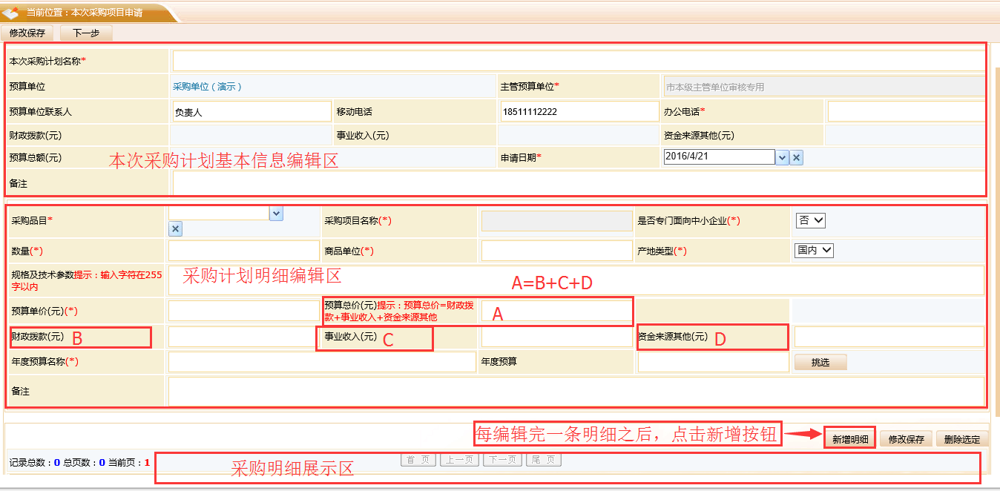 当前位置：本次采购项目申请
修改保存 下一步
本次采购计划名称*
预算单位 采购单位（演示） 主管预算单位* 市本级主管单位审核专用
预算单位联系人 负责人 移动电话 18511112222 办公电话*
财政拨款(元) 事业收入(元) 资金来源其他(元)
预算总额(元) 本次采购计划基本信息编辑区 申请日期* 2016/4/21
备注
采购品目* 采购项目名称(*) 是否专门面向中小企业(*) 否
数量(*) 商品单位(*) 产地类型(*) 国内
规格及技术参数提示：输入字符在255
字以内
采购计划明细编辑区 A=B+C+D
预算单价(元)(*) 预算总价(元)提示：预算总价=财政拨
款+事业收入+资金来源其他 A
财政拨款(元) B 事业收入(元) C 资金来源其他(元) D
年度预算名称(*) 年度预算 挑选
备注
每编辑完一条明细之后，点击新增按钮 新增明细 修改保存 删除选定
记录总数：0 总页数：0 当前页：1 首 页 上一页 下一页 尾 页
采购明细展示区